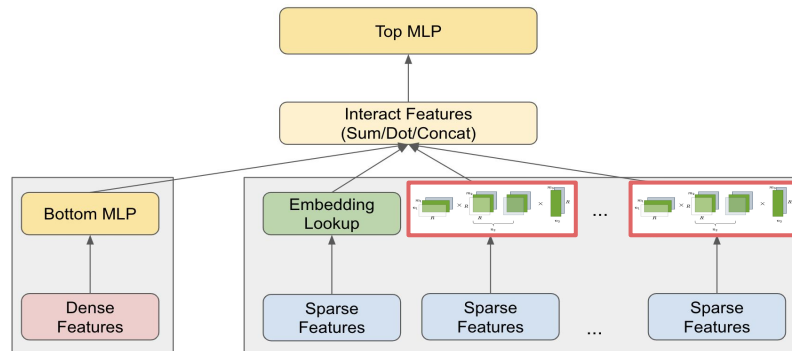 Top MLP
Interact Features
(Sum/Dot/Concat)
Bottom MLP
Embedding
Lookup
...
Dense
Features
Sparse
Features
Sparse
Features
...
Sparse
Features